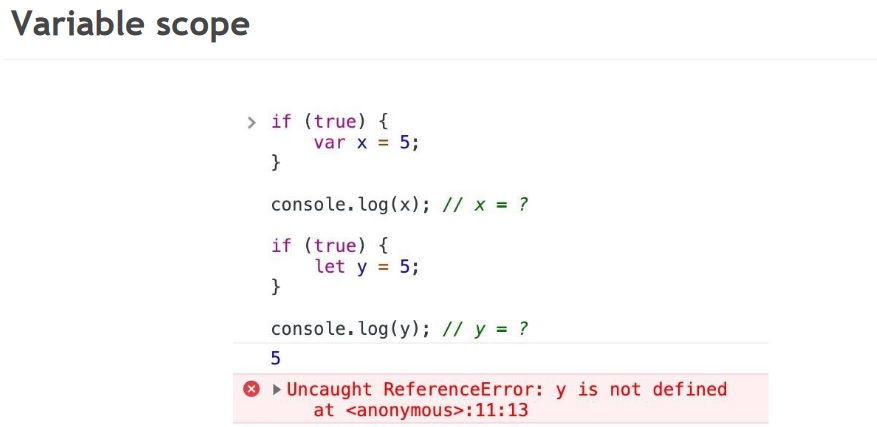 Variable scope
> if (true) {
var x = 5;
}
console.log(x); // x = ?
if (true) {
let y = 5;
}
console.log(y); // y = ?
5
Uncaught ReferenceError: y is not defined
at <anonymous>:11:13